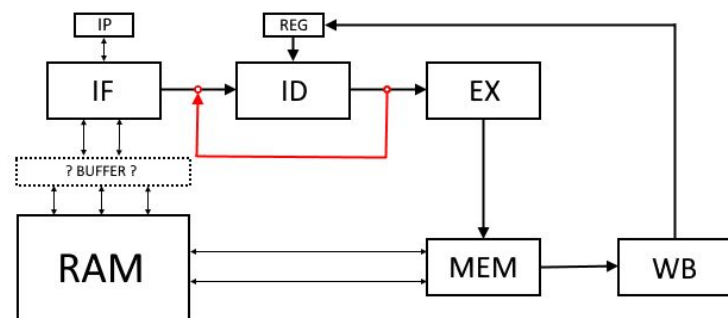 IP
REG
IF
ID
EX
? BUFFER ?
RAM
MEM
WB